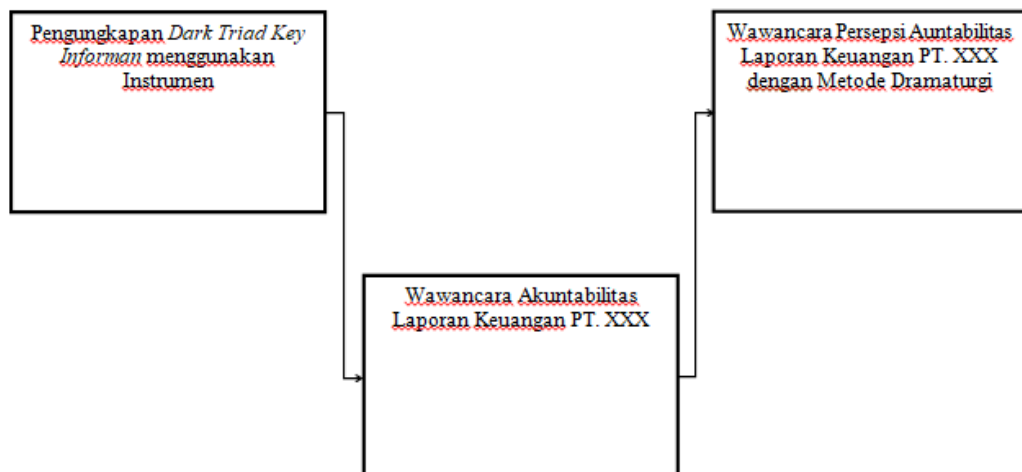 Pengungkapan Dark Triad Key
Informan menggunakan
Instrumen
Wawancara Akuntabilitas
Laporan Keuangan PT. XXX
Wawancara Persepsi Auntabilitas
Laporan Keuangan PT. XXX
dengan Metode Dramaturgi